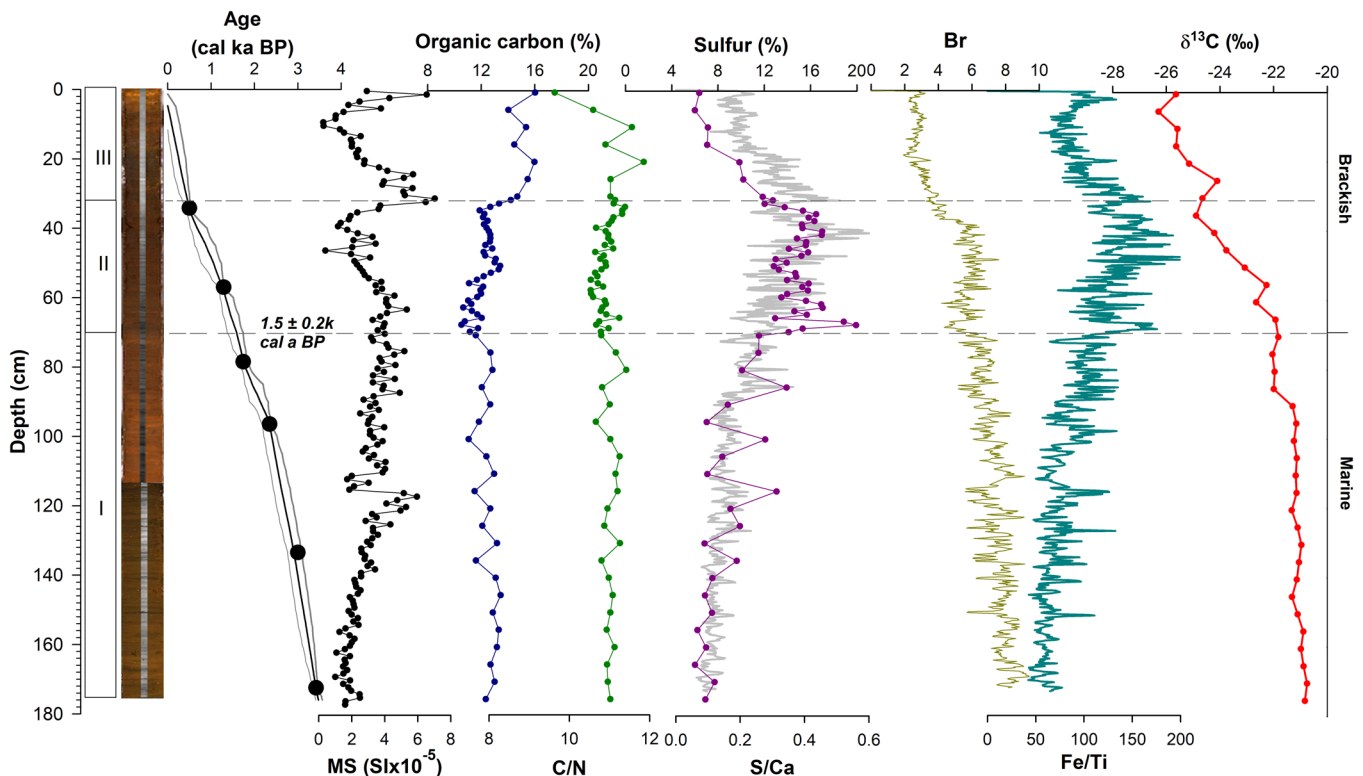 Age
(cal ka BP)
Organic carbon (%)
Sulfur (%)
Br
δ¹³C (‰)
0 1 2 3 4 8 12 16 20 0 4 8 12 16 200 2 4 6 8 10 -28 -26 -24 -22 -20
0
20
40
60
80
100
120
140
160
180
Depth (cm)
III
II
I
1.5 ± 0.2k
cal a BP
Brackish
Marine
0 2 4 6 8 8 10 12 0.0 0.2 0.4 0.6 0 50 100 150 200
MS (SIx10⁻⁵)
C/N
S/Ca
Fe/Ti